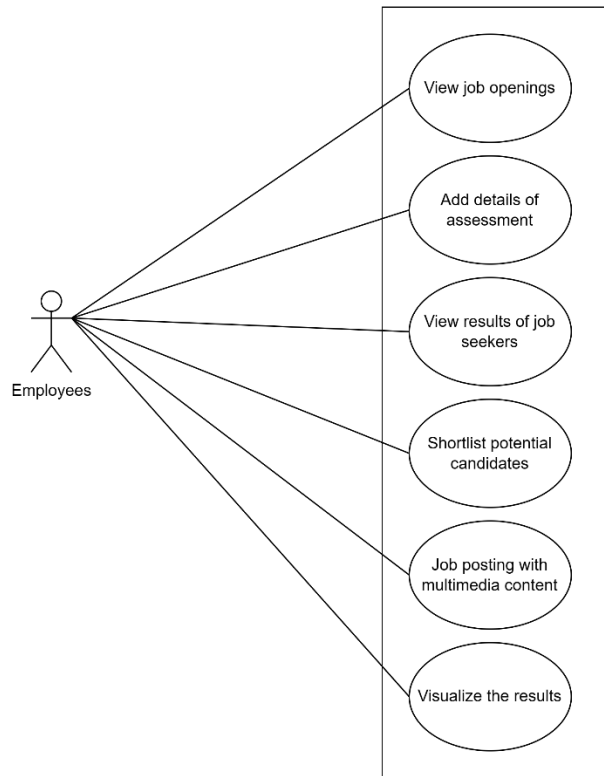 View job openings
Add details of
assessment
View results of job
seekers
Employees
Shortlist potential
candidates
Job posting with
multimedia content
Visualize the results